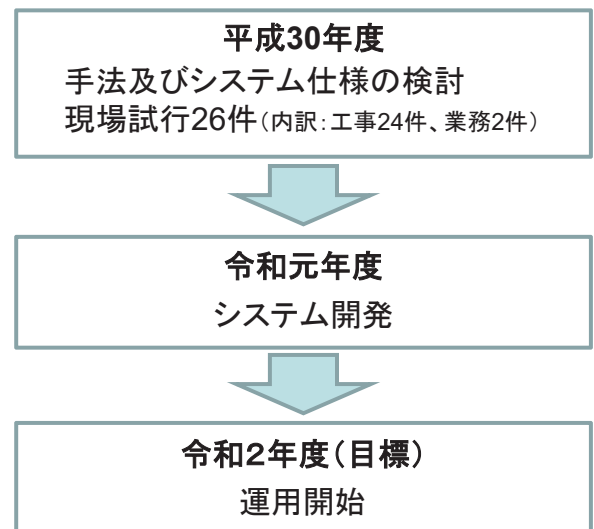 平成30年度
手法及びシステム仕様の検討
現場試行26件(内訳:工事24件、業務2件)
令和元年度
システム開発
令和2年度(目標)
運用開始